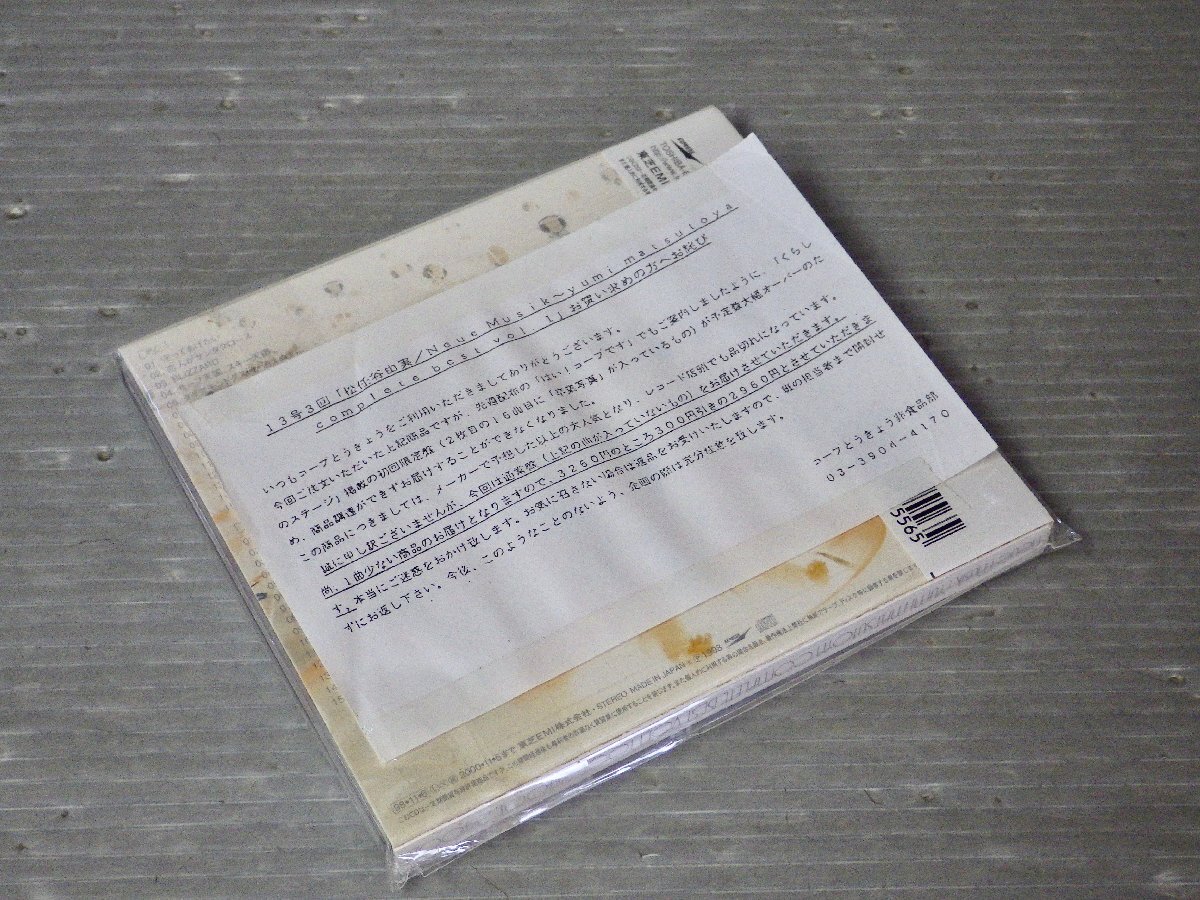 13号3回「松任谷由実/Neue Musik~yumi matsutoya
complete best vol. 1」お買い求めの方へお詫び
いつもコープとうきょうをご利用いただきましてありがとうございます。
今回ご注文いただいた上記商品ですが、先週配布の「はい!コープです」でもご案内しましたように、「くらし
のステージ」掲載の初回限定盤(2枚目の16曲目に「卒業写真」が入っているもの)が予定数大幅オーバーのた
め、商品調達ができずお届けすることができなくなりました。
この商品につきましては、メーカーで予想した以上の大人気となり、レコード店頭でも品切れになっています。
誠に申し訳ございませんが、今回は通常盤(上記の曲が入っていないもの)をお届けさせていただきます。
尚、1曲少ない商品のお届けとなりますので、3260円のところ300円引きの2960円とさせていただきま
す。本当にご迷惑をおかけ致します。お気に召さない場合は返品をお受けいたしますので、班の担当者まで開封せ
ずにお返し下さい。今後、このようなことのないよう、企画の際は充分注意を致します。
コープとうきょう非食品部
03-3904-4170
TOSHIBA-E
東芝EMI
5565
STEREO MADE IN JAPAN
2000・11・5まで 東芝EMI株式会社